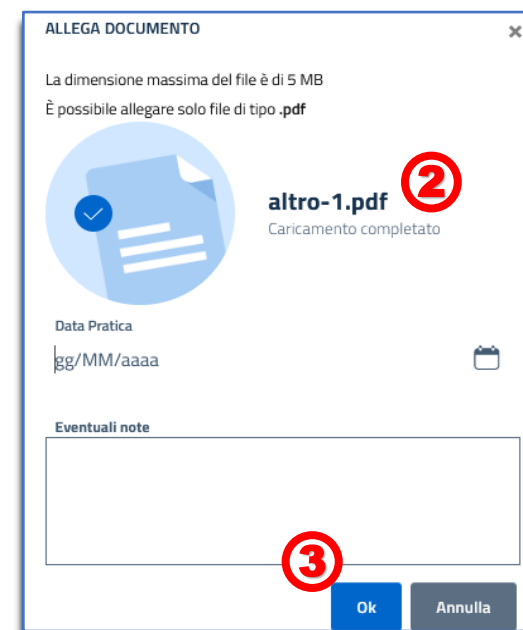 ALLEGA DOCUMENTO ×
La dimensione massima del file è di 5 MB
È possibile allegare solo file di tipo .pdf
2
altro-1.pdf
Caricamento completato
Data Pratica
gg/MM/aaaa
Eventuali note
3
Ok Annulla